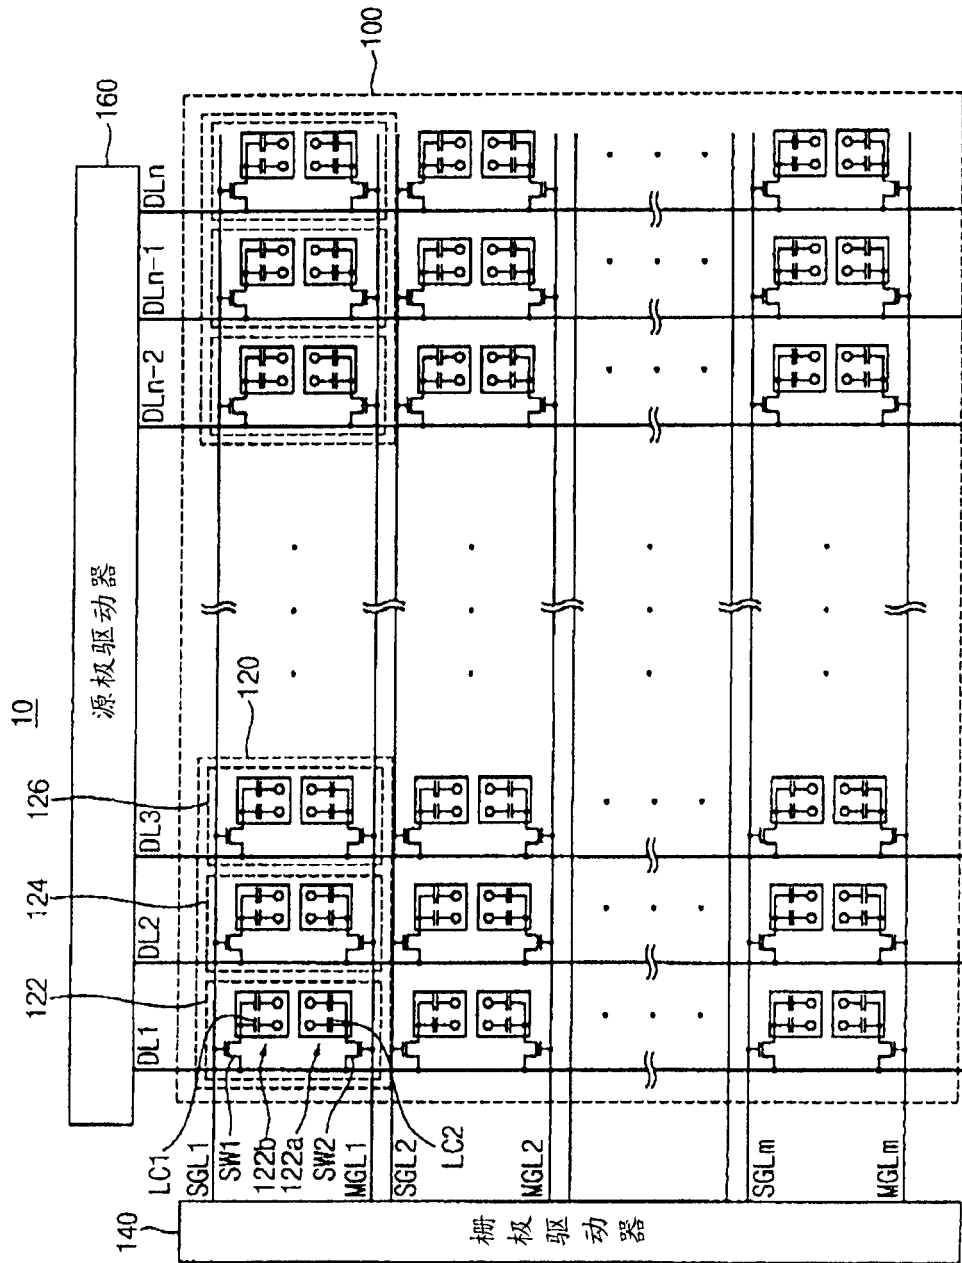 10
源极驱动器
160
100
122
124
126
120
DL1
DL2
DL3
DLn-2
DLn-1
DLn
LC1
SGL1
SW1
122b
122a
SW2
MGL1
LC2
SGL2
MGL2
SGLm
MGLm
140
栅极驱动器